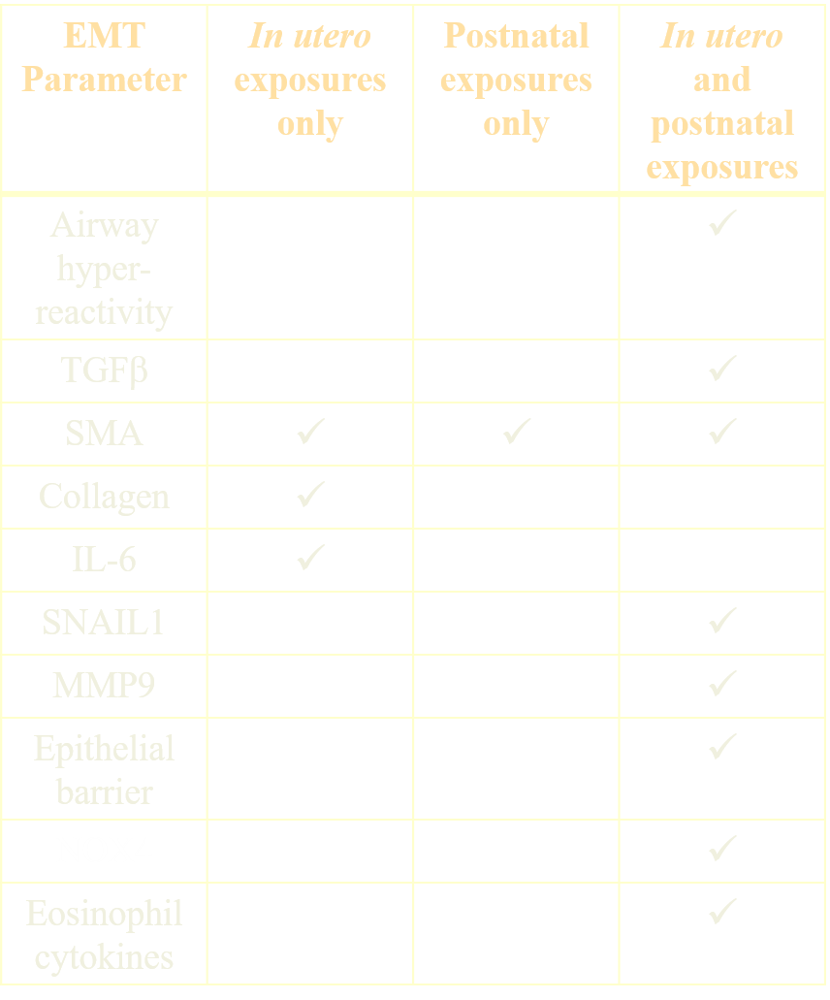 EMT Parameter | In utero exposures only | Postnatal exposures only | In utero and postnatal exposures
Airway hyper-reactivity | | | ✓
TGFβ | | | ✓
SMA | ✓ | ✓ | ✓
Collagen | ✓ | |
IL-6 | ✓ | |
SNAIL1 | | | ✓
MMP9 | | | ✓
Epithelial barrier | | | ✓
| | | ✓
Eosinophil cytokines | | | ✓